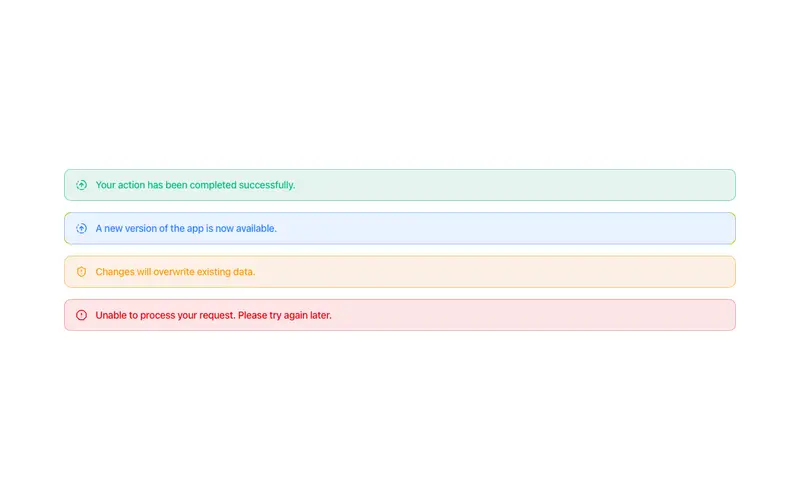 Your action has been completed successfully.
A new version of the app is now available.
Changes will overwrite existing data.
Unable to process your request. Please try again later.